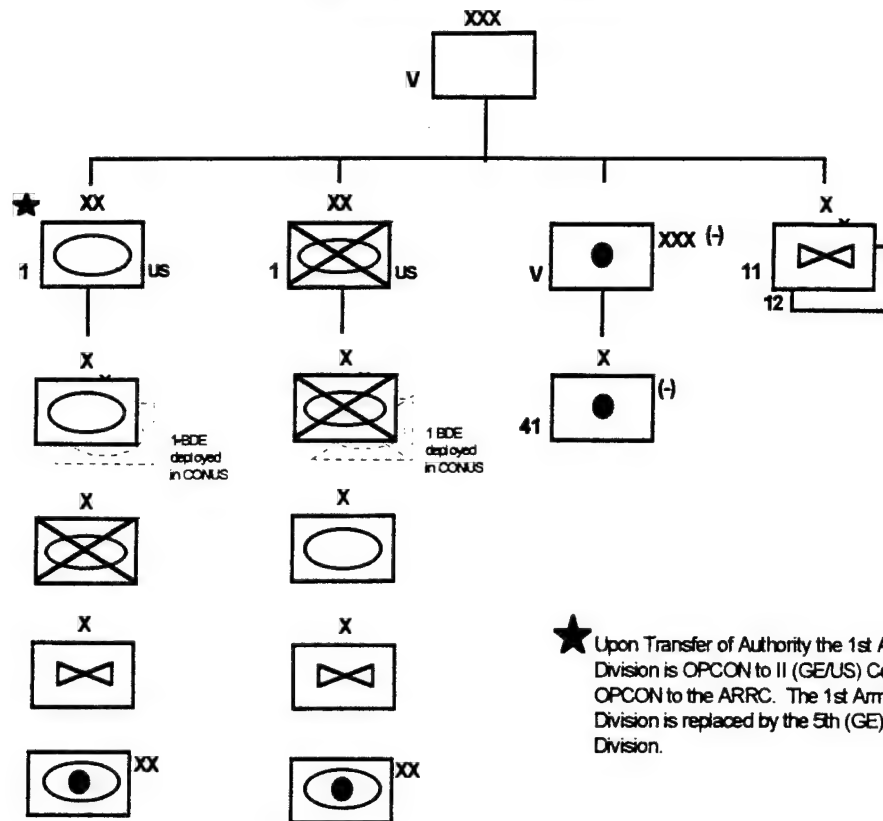 XXX
V
XX
1
US
XX
1
US
XXX (-)
V
X
11
12
X
1-BDE
deployed
in CONUS
X
1 BDE
deployed
in CONUS
X
41
(-)
X
X
X
X
XX
XX
Upon Transfer of Authority the 1st A
Division is OPCON to II (GE/US) Co
OPCON to the ARRC. The 1st Arm
Division is replaced by the 5th (GE)
Division.